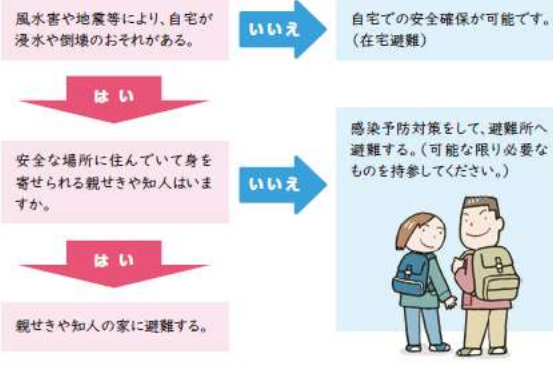 風水害や地震等により、自宅が
浸水や倒壊のおそれがある。
いいえ
自宅での安全確保が可能です。
（在宅避難）
はい
安全な場所に住んでいて身を
寄せられる親せきや知人はいま
すか。
いいえ
感染予防対策をして、避難所へ
避難する。（可能な限り必要な
ものを持参してください。）
はい
親せきや知人の家に避難する。